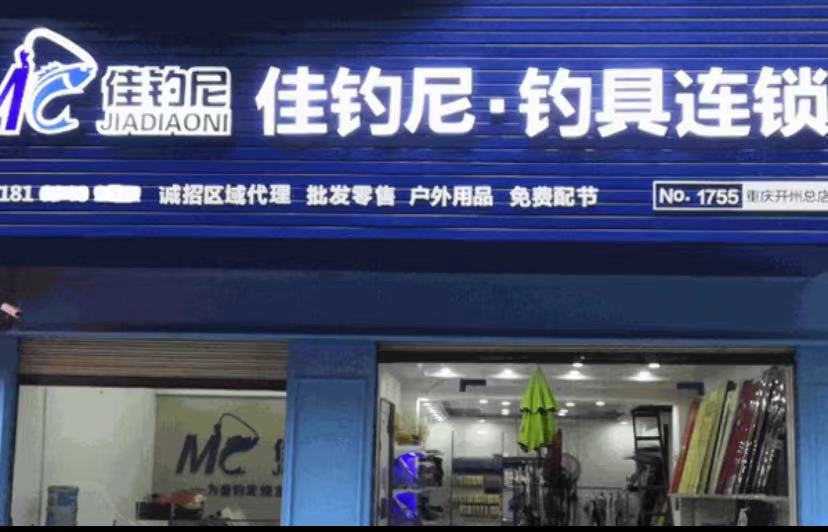 MC 佳钓尼 JIADIAONI
佳钓尼·钓具连锁
181
诚招区域代理 批发零售 户外用品 免费配节
No. 1755 重庆开州总店
MC